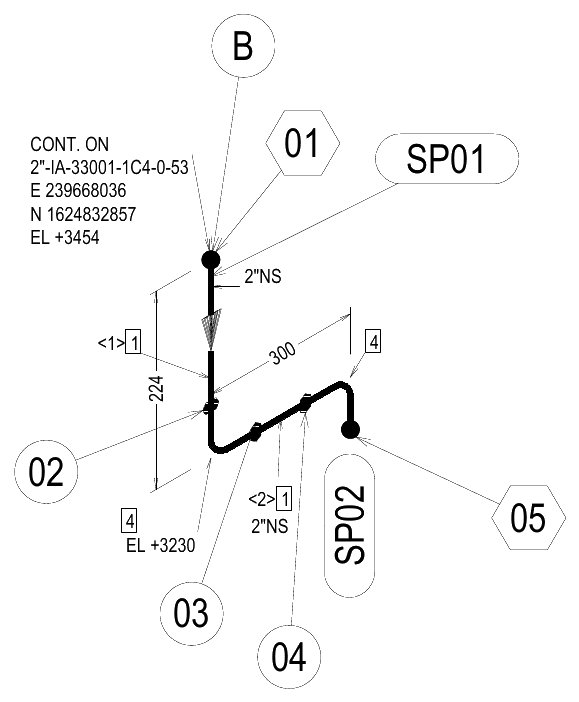 B
01
SP01
CONT. ON
2"-IA-33001-1C4-0-53
E 239668036
N 1624832857
EL +3454
2"NS
<1>1
300
4
224
02
<2>1
2"NS
4
EL +3230
SP02
05
03
04